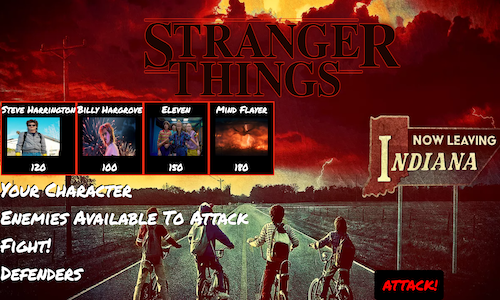 STRANGER
THINGS
Steve Harrington
Billy Hargrove
Eleven
Mind Flayer
120
100
150
180
NOW LEAVING
INDIANA
Your Character
Enemies Available To Attack
Fight!
Defenders
ATTACK!